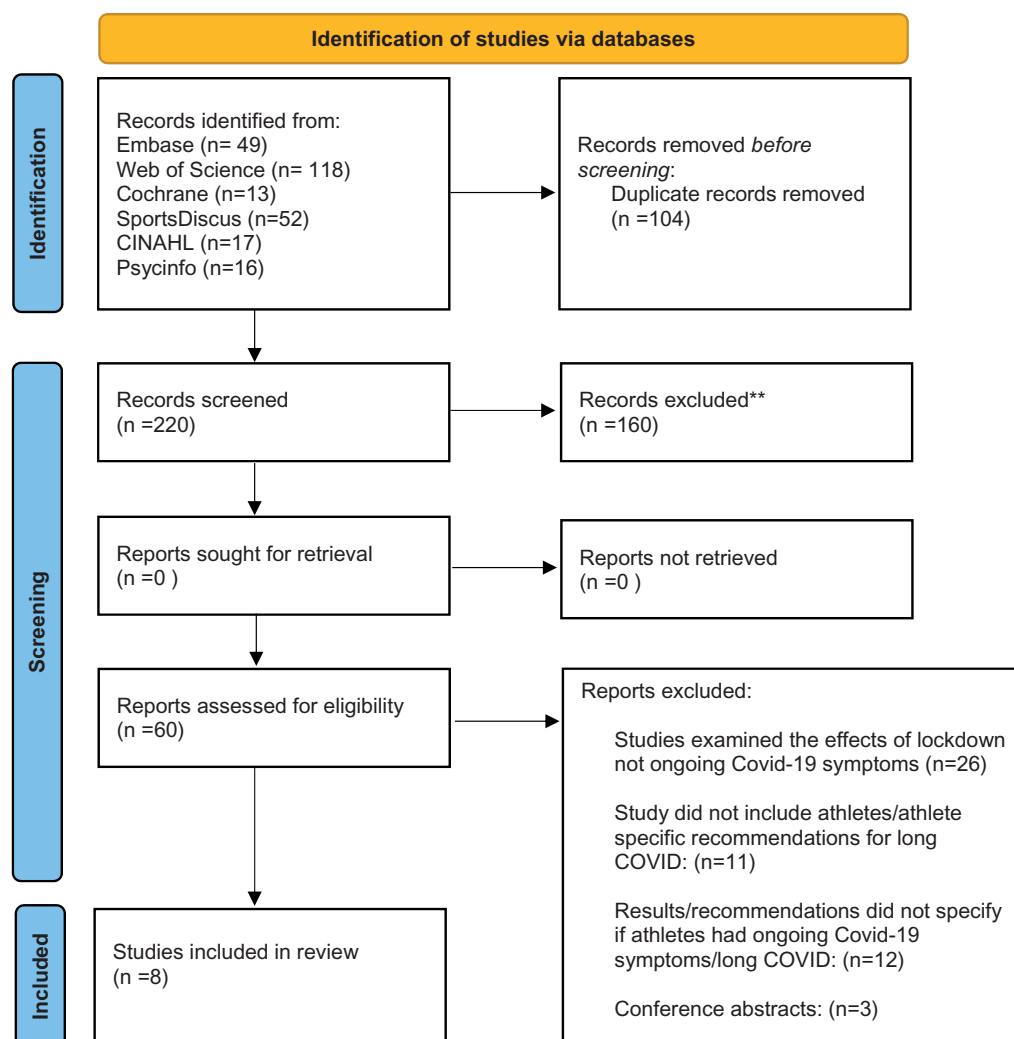 Identification of studies via databases
Identification
Records identified from:
Embase (n= 49)
Web of Science (n= 118)
Cochrane (n=13)
SportsDiscus (n=52)
CINAHL (n=17)
Psycinfo (n=16)
Records removed before
screening:
Duplicate records removed
(n =104)
Screening
Records screened
(n =220)
Records excluded**
(n =160)
Reports sought for retrieval
(n =0 )
Reports not retrieved
(n =0 )
Reports assessed for eligibility
(n =60)
Reports excluded:
Studies examined the effects of lockdown
not ongoing Covid-19 symptoms (n=26)
Study did not include athletes/athlete
specific recommendations for long
COVID: (n=11)
Results/recommendations did not specify
if athletes had ongoing Covid-19
symptoms/long COVID: (n=12)
Conference abstracts: (n=3)
Included
Studies included in review
(n =8)